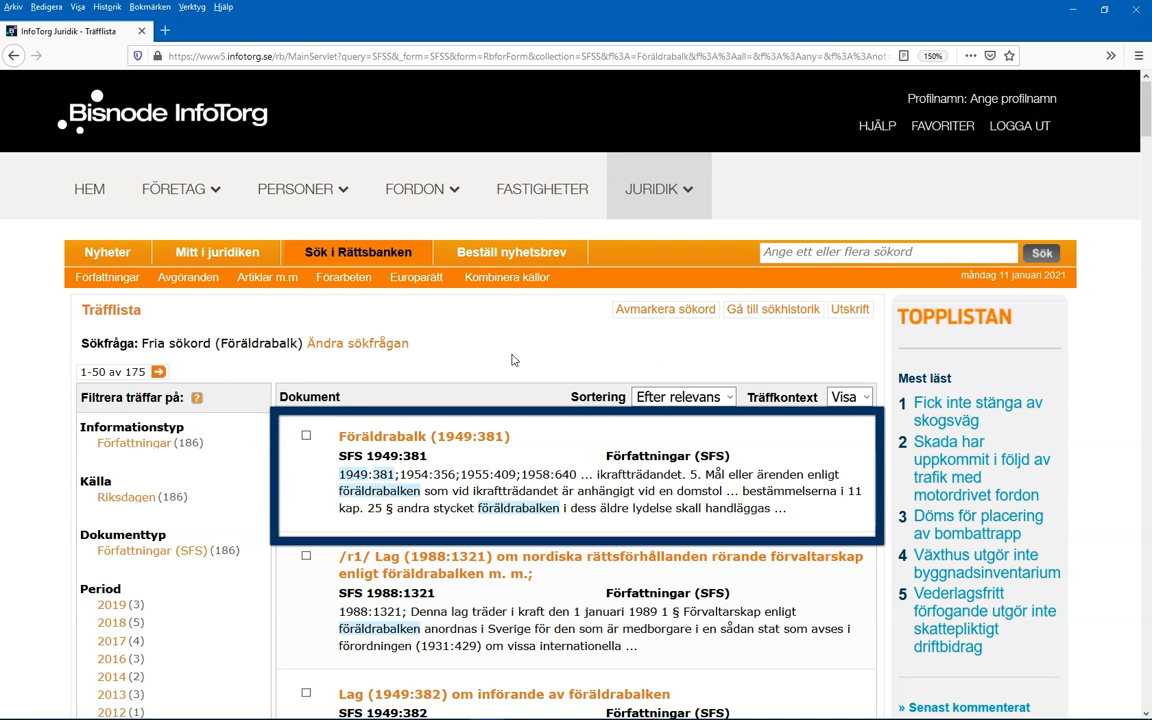 Arkiv Redigera Visa Historik Bokmärken Verktyg Hjälp
InfoTorg Juridik - Träfflista
https://www5.infotorg.se/rb/MainServlet?query=SFSS&_form=SFSS&form=RbforForm&collection=SFSS&f%3A=Föräldrabalk&f%3A%3Aall=&f%3A%3Aany=&f%3A%3Anot=
150%
Bisnode InfoTorg
Profilnamn: Ange profilnamn
HJÄLP FAVORITER LOGGA UT
HEM FÖRETAG PERSONER FORDON FASTIGHETER JURIDIK
Nyheter Mitt i juridiken Sök i Rättsbanken Beställ nyhetsbrev Ange ett eller flera sökord Sök
Författningar Avgöranden Artiklar m.m Förarbeten Europarätt Kombinera källor måndag 11 januari 2021
Träfflista Avmarkera sökord Gå till sökhistorik Utskrift
Sökfråga: Fria sökord (Föräldrabalk) Ändra sökfrågan
1-50 av 175
Filtrera träffar på: ?
Dokument Sortering Efter relevans Träffkontext Visa
Informationstyp
Författningar (186)
Källa
Riksdagen (186)
Dokumenttyp
Författningar (SFS) (186)
Period
2019 (3)
2018 (5)
2017 (4)
2016 (3)
2014 (2)
2013 (3)
2012 (1)
Föräldrabalk (1949:381)
SFS 1949:381 Författningar (SFS)
1949:381;1954:356;1955:409;1958:640 ... ikraftträdandet. 5. Mål eller ärenden enligt
föräldrabalken som vid ikraftträdandet är anhängigt vid en domstol ... bestämmelserna i 11
kap. 25 § andra stycket föräldrabalken i dess äldre lydelse skall handläggas ...
/r1/ Lag (1988:1321) om nordiska rättsförhållanden rörande förvaltarskap
enligt föräldrabalken m. m.;
SFS 1988:1321 Författningar (SFS)
1988:1321; Denna lag träder i kraft den 1 januari 1989 1 § Förvaltarskap enligt
föräldrabalken anordnas i Sverige för den som är medborgare i en sådan stat som avses i
förordningen (1931:429) om vissa internationella ...
Lag (1949:382) om införande av föräldrabalken
SFS 1949:382 Författningar (SFS)
TOPPLISTAN
Mest läst
1 Fick inte stänga av
skogsväg
2 Skada har
uppkommit i följd av
trafik med
motordrivet fordon
3 Döms för placering
av bombattrapp
4 Växthus utgör inte
byggnadsinventarium
5 Vederlagsfritt
förfogande utgör inte
skattepliktigt
driftbidrag
» Senast kommenterat